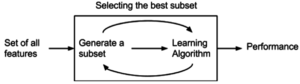 Selecting the best subset
Set of all
features
Generate a
subset
Learning
Algorithm
Performance